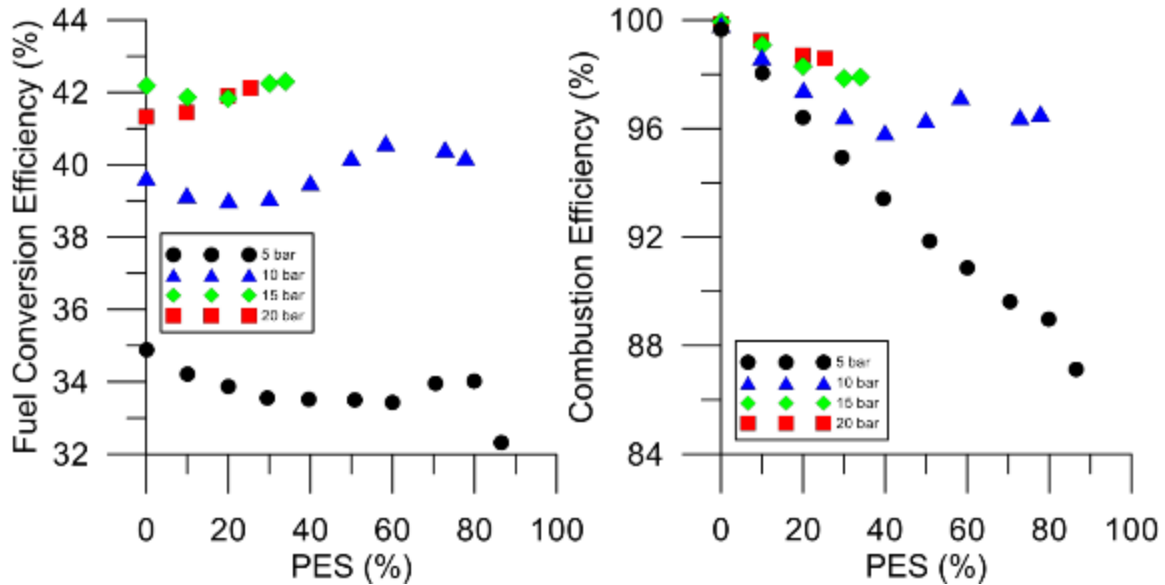 Fuel Conversion Efficiency (%)
44
42
40
38
36
34
32
5 bar
10 bar
15 bar
20 bar
0 20 40 60 80 100
PES (%)
Combustion Efficiency (%)
100
96
92
88
84
5 bar
10 bar
15 bar
20 bar
0 20 40 60 80 100
PES (%)